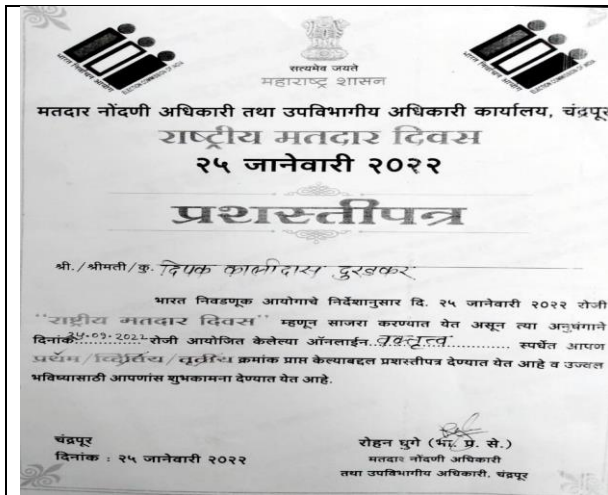 सत्यमेव जयते
महाराष्ट्र शासन
मतदार नोंदणी अधिकारी तथा उपविभागीय अधिकारी कार्यालय, चंद्रपूर
राष्ट्रीय मतदार दिवस
२५ जानेवारी २०२२
प्रशस्तीपत्र
श्री./श्रीमती/कु. दिपक कालीदास दुरडकर
भारत निवडणूक आयोगाचे निर्देशानुसार दि. २५ जानेवारी २०२२ रोजी
"राष्ट्रीय मतदार दिवस" म्हणून साजरा करण्यात येत असून त्या अनुषंगाने
दिनांक रोजी आयोजित केलेल्या ऑनलाईन वक्तृत्व स्पर्धेत आपण
प्रथम/व्दितिय/तृतीय क्रमांक प्राप्त केल्याबद्दल प्रशस्तीपत्र देण्यात येत आहे व उज्वल
भविष्यासाठी आपणांस शुभकामना देण्यात येत आहे.
चंद्रपूर
दिनांक : २५ जानेवारी २०२२
रोहन घुगे (भा. प्र. से.)
मतदार नोंदणी अधिकारी
तथा उपविभागीय अधिकारी, चंद्रपूर